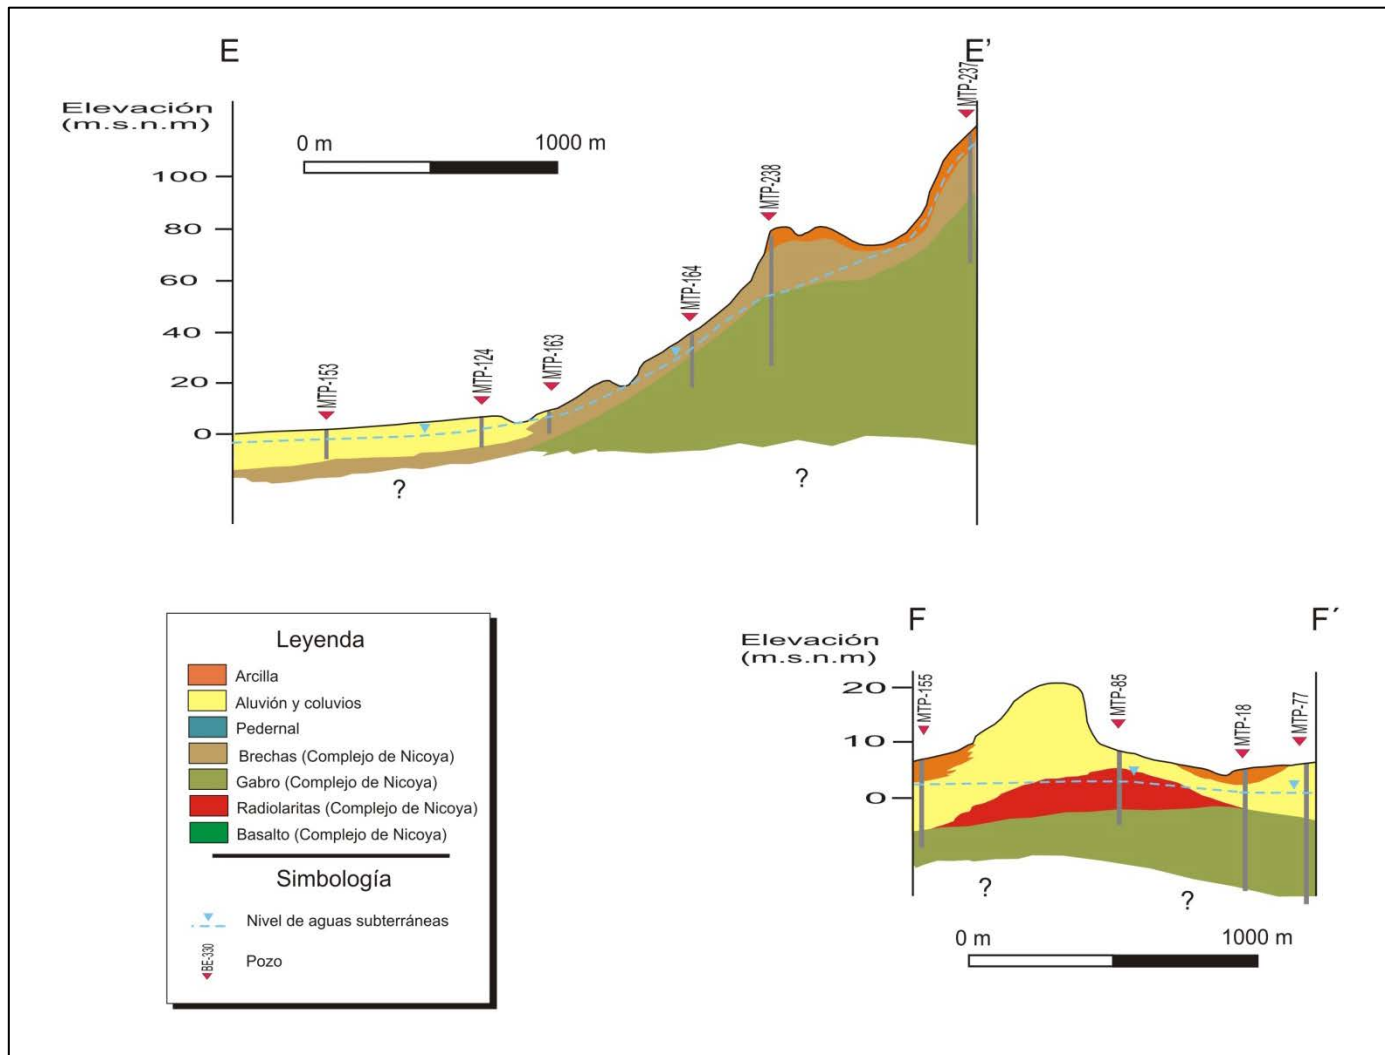 E
E’
Elevación
(m.s.n.m)
0 m
1000 m
100
80
60
40
20
0
MTP-153
MTP-124
MTP-163
MTP-164
MTP-238
MTP-237
?
?
Leyenda
Arcilla
Aluvión y coluvios
Pedernal
Brechas (Complejo de Nicoya)
Gabro (Complejo de Nicoya)
Radiolaritas (Complejo de Nicoya)
Basalto (Complejo de Nicoya)
Simbología
Nivel de aguas subterráneas
BE-330
Pozo
F
F´
Elevación
(m.s.n.m)
20
10
0
MTP-155
MTP-85
MTP-18
MTP-77
?
?
0 m
1000 m